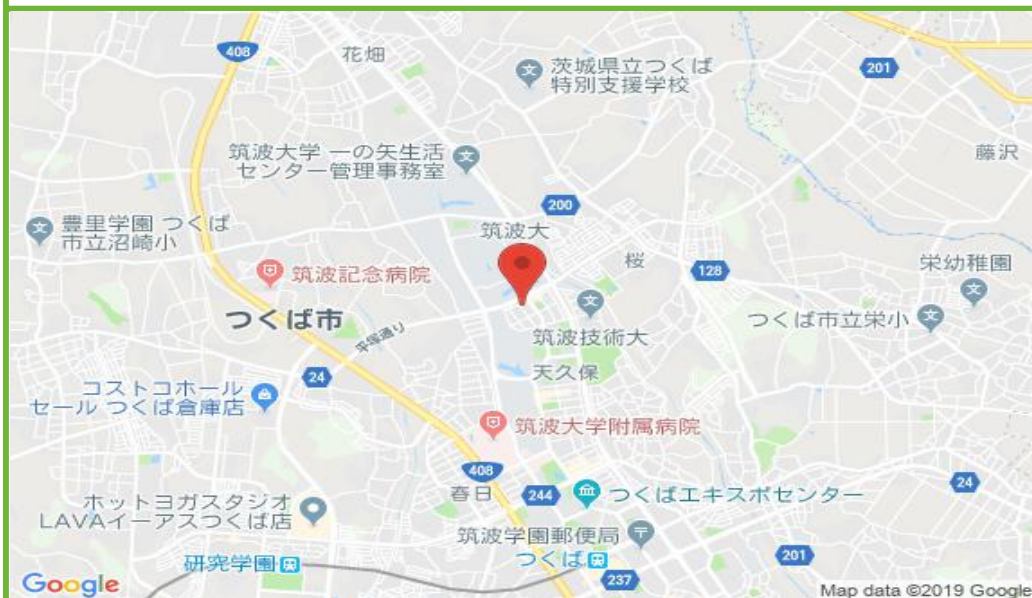 408
花畑
茨城県立つくば
特別支援学校
201
藤沢
筑波大学 一の矢生活
センター管理事務室
200
豊里学園 つくば
市立沼崎小
筑波大
桜
128
栄幼稚園
筑波記念病院
つくば市
平塚通り
筑波技術大
つくば市立栄小
24
天久保
コストコホール
セール つくば倉庫店
筑波大学附属病院
408
春日
244
つくばエキスポセンター
24
ホットヨガスタジオ
LAVAイーアスつくば店
筑波学園郵便局
つくば
研究学園
201
237
Google
Map data ©2019 Google